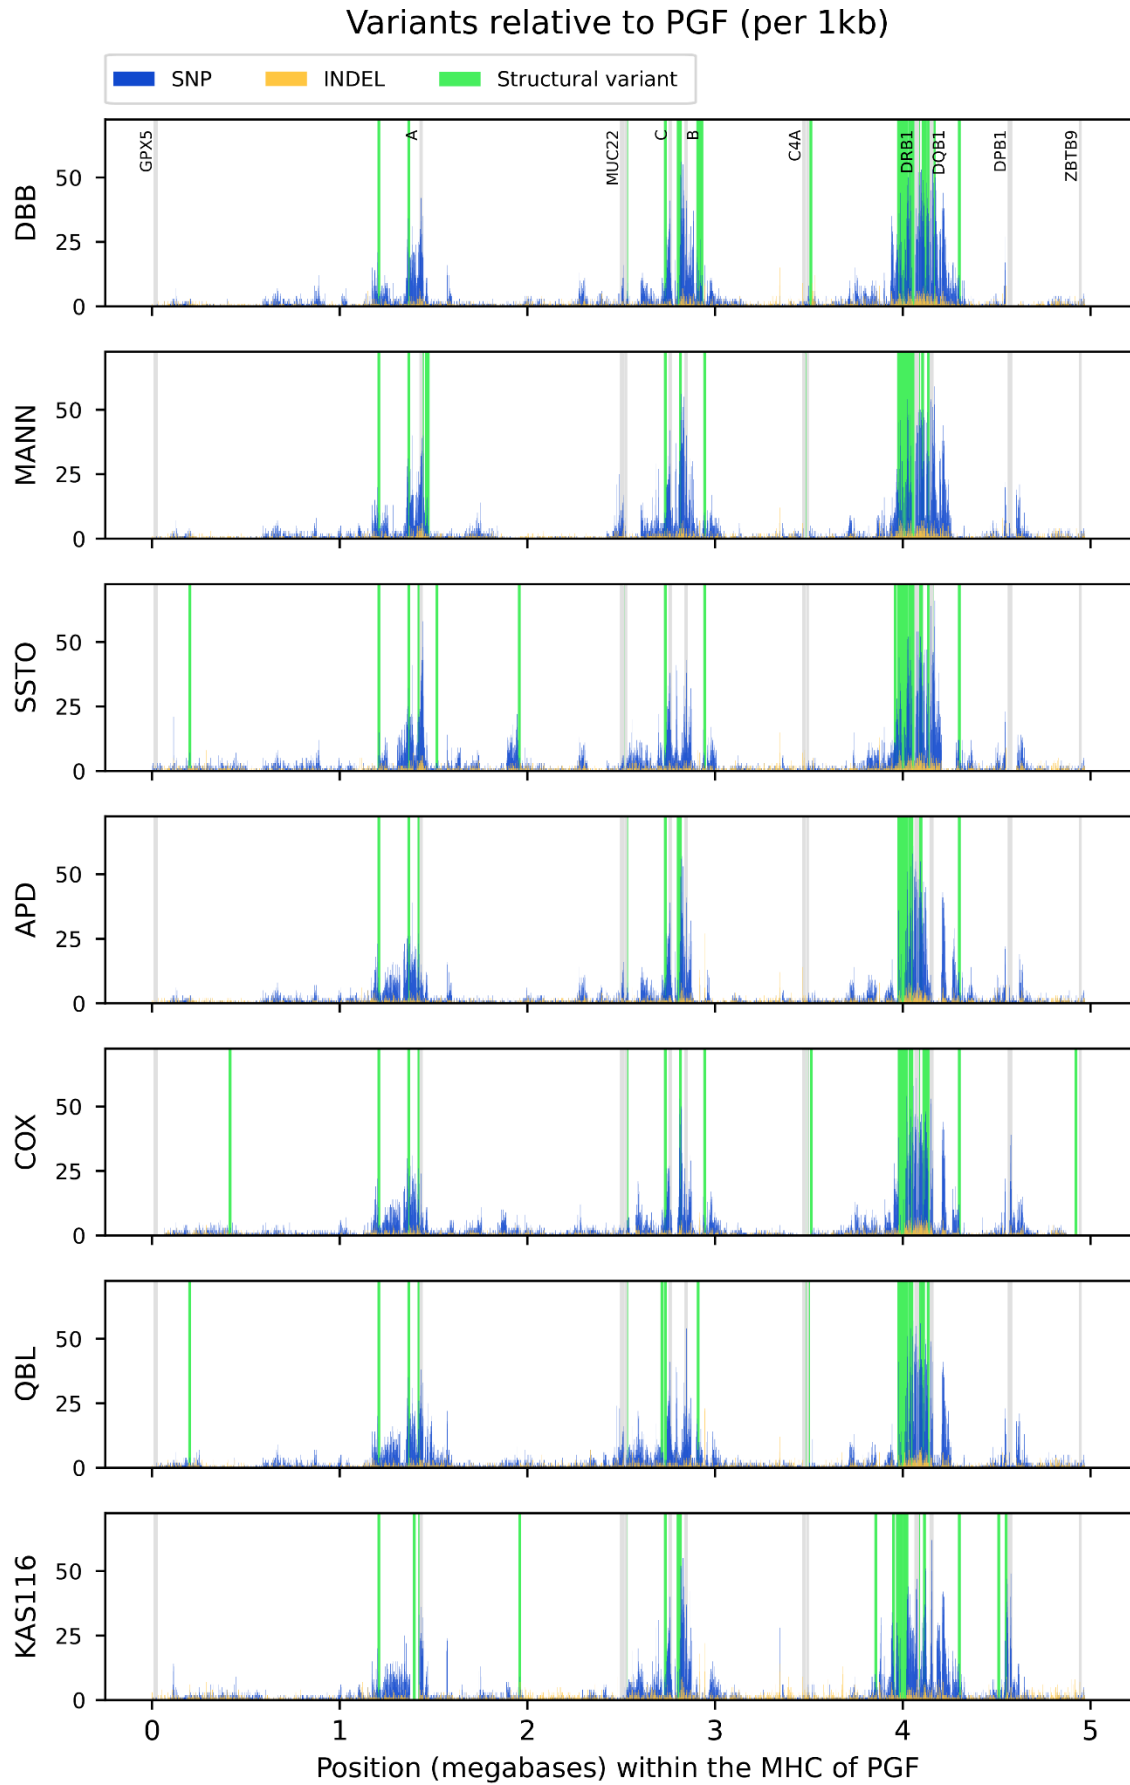 Variants relative to PGF (per 1kb)
SNP INDEL Structural variant
GPX5 A MUC22 C B C4A DRB1 DQB1 DPB1 ZBTB9
DBB
50
25
0
MANN
50
25
0
SSTO
50
25
0
APD
50
25
0
COX
50
25
0
QBL
50
25
0
KAS116
50
25
0
0 1 2 3 4 5
Position (megabases) within the MHC of PGF